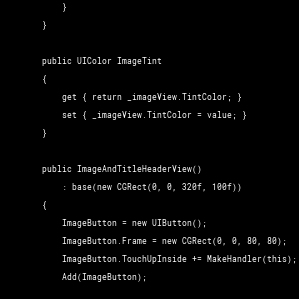 }
}
public UIColor ImageTint
{
get { return _imageView.TintColor; }
set { _imageView.TintColor = value; }
}
public ImageAndTitleHeaderView()
: base(new CGRect(0, 0, 320f, 100f))
{
ImageButton = new UIButton();
ImageButton.Frame = new CGRect(0, 0, 80, 80);
ImageButton.TouchUpInside += MakeHandler(this);
Add(ImageButton);